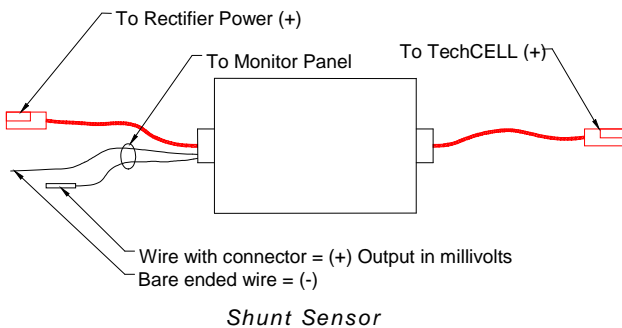 To Rectifier Power (+)
To Monitor Panel
To TechCELL (+)
Wire with connector = (+) Output in millivolts
Bare ended wire = (-)
Shunt Sensor